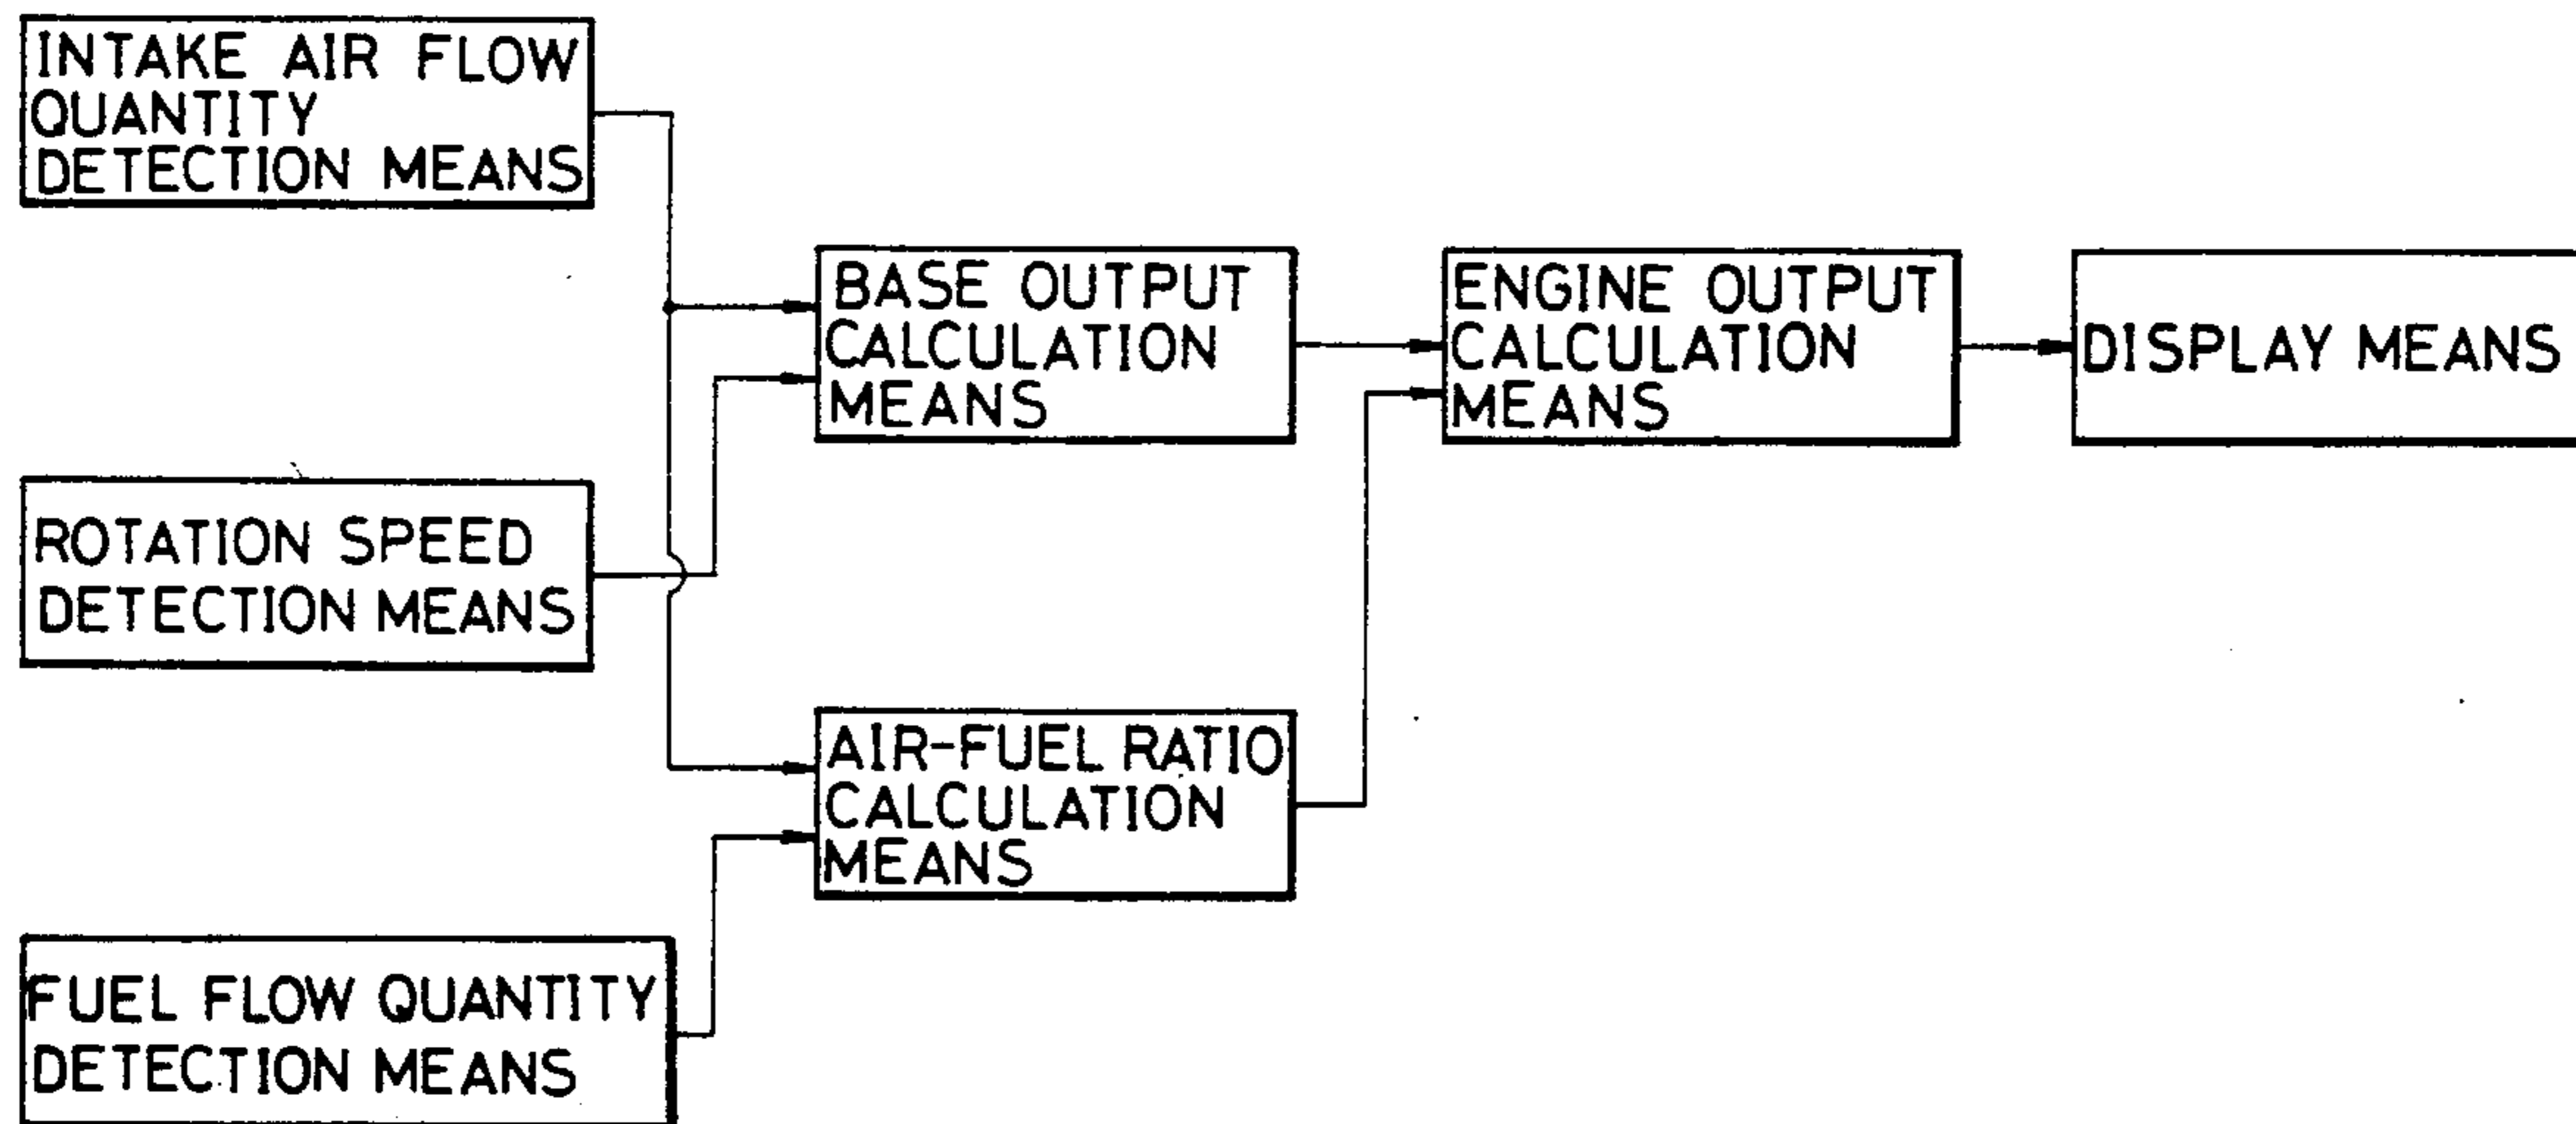 INTAKE AIR FLOW
QUANTITY
DETECTION MEANS
ROTATION SPEED
DETECTION MEANS
FUEL FLOW QUANTITY
DETECTION MEANS
BASE OUTPUT
CALCULATION
MEANS
AIR-FUEL RATIO
CALCULATION
MEANS
ENGINE OUTPUT
CALCULATION
MEANS
DISPLAY MEANS